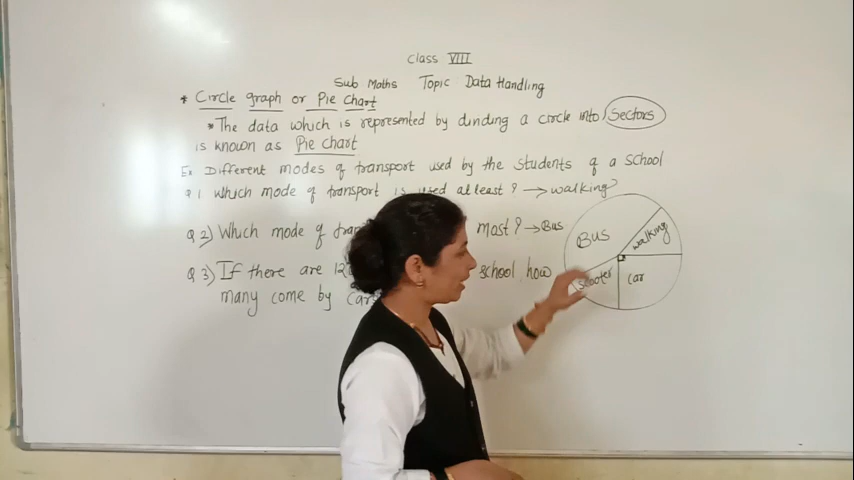 Class VIII
Sub Maths Topic Data Handling
* Circle graph or Pie Chart
* The data which is represented by dividing a circle into Sectors
is known as Pie Chart
Ex Different modes of transport used by the students of a school
Q 1 Which mode of transport is used atleast? → walking?
Q 2) Which mode of most? → Bus
Q 3) If there are school, how
many come by
Bus
walking
scooter
car